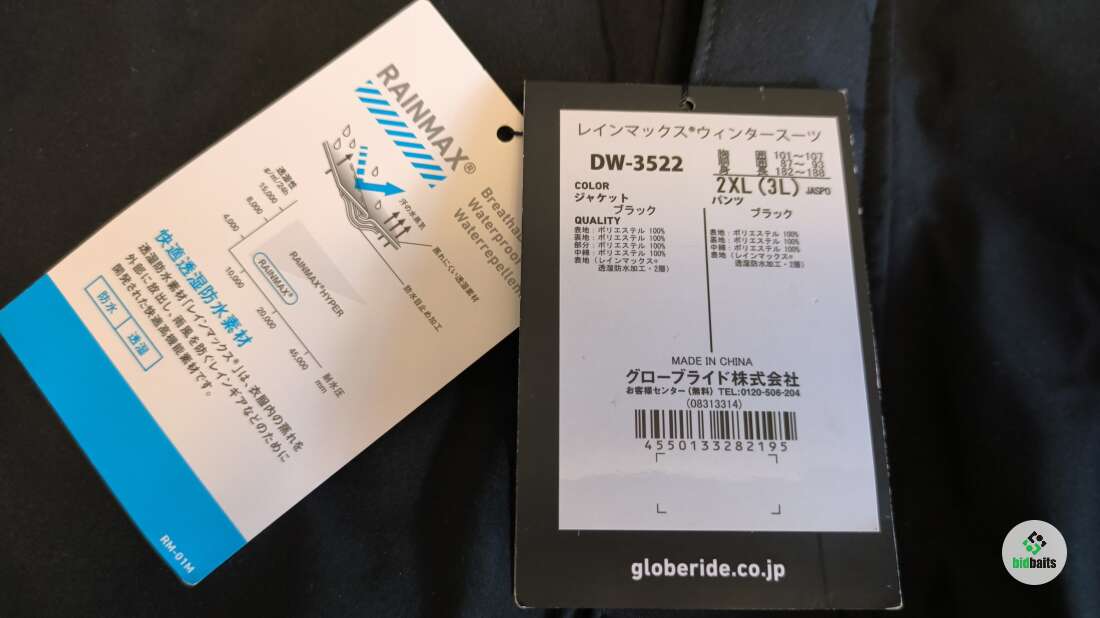 RAINMAX®
Breathable
Waterproof
Waterrepellent
透湿性
g/m²/24h
16,000
8,000
4,000
10,000
20,000
45,000
耐水圧
mm
RAINMAX®
RAINMAX®HYPER
汗の水蒸気
蒸れにくい透湿素材
防水目止め加工
快適透湿防水素材
透湿防水素材「レインマックス®」は、衣服内の蒸れを
外部に放出し、雨風を防ぐレインギアなどのために
開発された快適高機能素材です。
防水
透湿
RM-01M
レインマックス®ウィンタースーツ
DW-3522
胸囲 101〜107
胴囲 87〜93
身長 182〜188
2XL (3L) JASPO
COLOR
ジャケット
ブラック
パンツ
ブラック
QUALITY
表地：ポリエステル 100%
裏地：ポリエステル 100%
部分：ポリエステル 100%
中綿：ポリエステル 100%
表地（レインマックス®
透湿防水加工・2層）
表地：ポリエステル 100%
裏地：ポリエステル 100%
中綿：ポリエステル 100%
表地（レインマックス®
透湿防水加工・2層）
MADE IN CHINA
グローブライド株式会社
お客様センター（無料）TEL:0120-506-204
(08313314)
4550133282195
globeride.co.jp
bidbaits